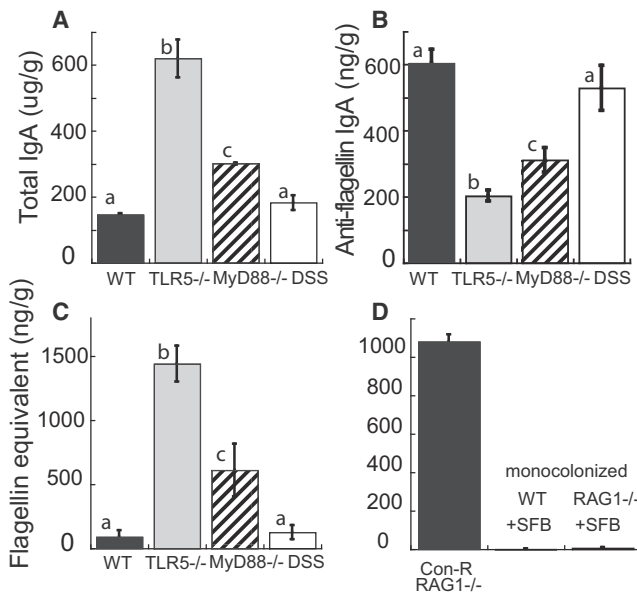 A
Total IgA (ug/g)
600
400
200
0
a
b
c
a
WT TLR5-/- MyD88-/- DSS
B
Anti-flagellin IgA (ng/g)
600
400
200
0
a
b
c
a
WT TLR5-/- MyD88-/- DSS
C
Flagellin equivalent (ng/g)
1500
1000
500
0
a
b
c
a
WT TLR5-/- MyD88-/- DSS
D
1000
800
600
400
200
0
monocolonized
WT RAG1-/-
+SFB +SFB
Con-R
RAG1-/-